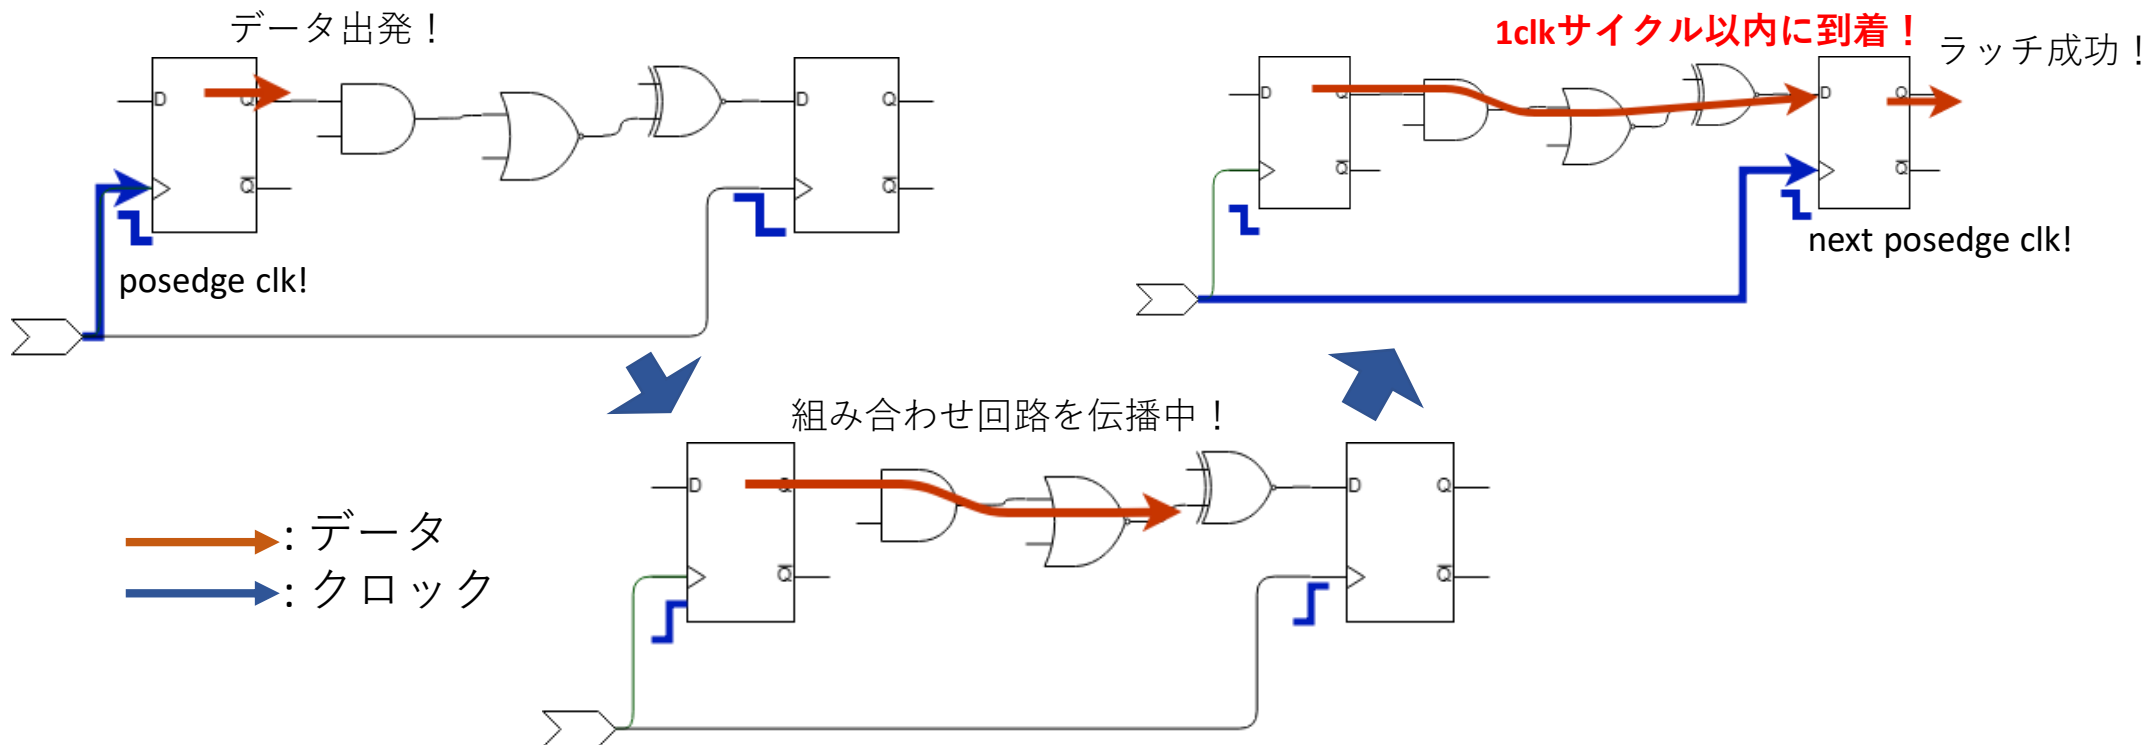 データ出発！
D
Q
Q
D
Q
Q
posedge clk!
1clkサイクル以内に到着！
ラッチ成功！
D
Q
Q
D
Q
Q
next posedge clk!
組み合わせ回路を伝播中！
D
Q
Q
D
Q
Q
: データ
: クロック